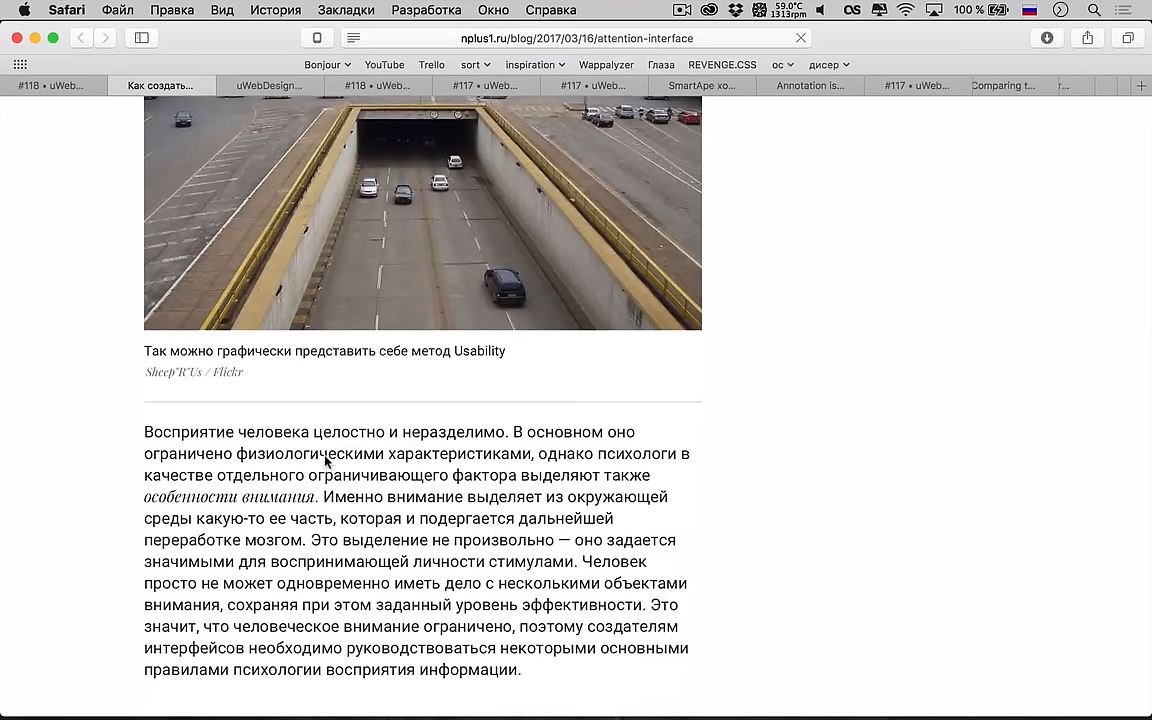 Safari Файл Правка Вид История Закладки Разработка Окно Справка 59.0°C 1313rpm 100 %
nplus1.ru/blog/2017/03/16/attention-interface
Bonjour YouTube Trello sort inspiration Wappalyzer Глаза REVENGE.CSS ос дисер
#118 • uWeb... Как создать... uWebDesign... #118 • uWeb... #117 • uWeb... #117 • uWeb... SmartApe хо... Annotation is... #117 • uWeb... Comparing t... r...
Так можно графически представить себе метод Usability
Sheep"R"Us / Flickr
Восприятие человека целостно и неразделимо. В основном оно
ограничено физиологическими характеристиками, однако психологи в
качестве отдельного ограничивающего фактора выделяют также
особенности внимания. Именно внимание выделяет из окружающей
среды какую-то ее часть, которая и подергается дальнейшей
переработке мозгом. Это выделение не произвольно — оно задается
значимыми для воспринимающей личности стимулами. Человек
просто не может одновременно иметь дело с несколькими объектами
внимания, сохраняя при этом заданный уровень эффективности. Это
значит, что человеческое внимание ограничено, поэтому создателям
интерфейсов необходимо руководствоваться некоторыми основными
правилами психологии восприятия информации.